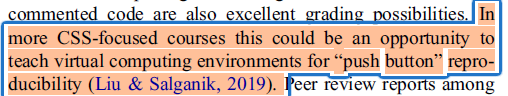 commented code are also excellent grading possibilities. In
more CSS-focused courses this could be an opportunity to
teach virtual computing environments for “push button” repro-
ducibility (Liu & Salganik, 2019). Peer review reports among